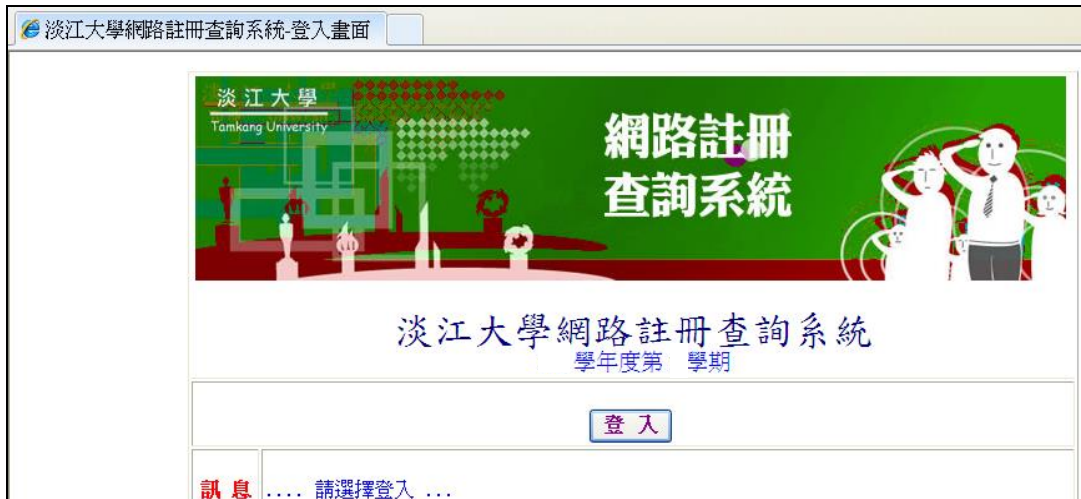 淡江大學網路註冊查詢系統-登入畫面
淡江大學
Tamkang University
網路註冊
查詢系統
淡江大學網路註冊查詢系統
學年度第 學期
登 入
訊 息 .... 請選擇登入 ...